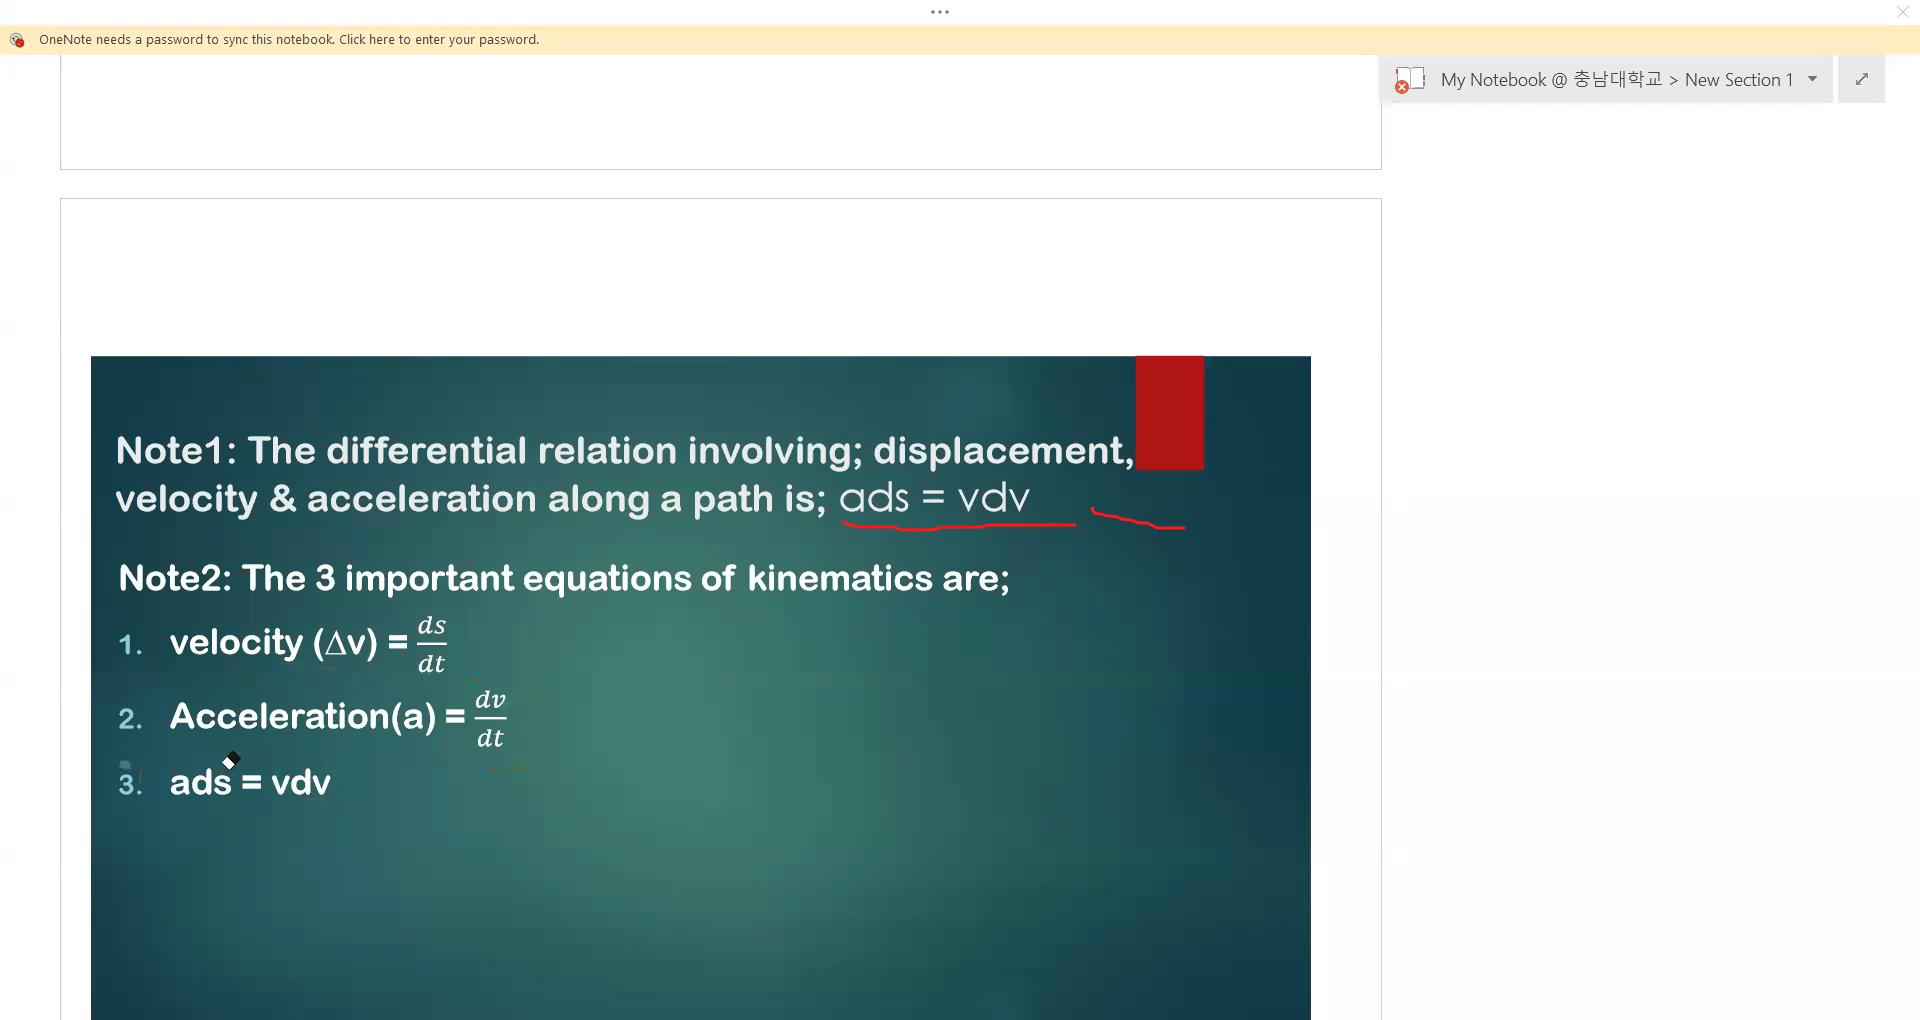 OneNote needs a password to sync this notebook. Click here to enter your password.
My Notebook @ 충남대학교 > New Section 1
Note1: The differential relation involving; displacement,
velocity & acceleration along a path is; ads = vdv
Note2: The 3 important equations of kinematics are;
1. velocity (Δv) = ds/dt
2. Acceleration(a) = dv/dt
3. ads = vdv